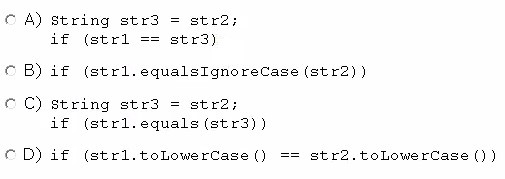 A) String str3 = str2;
if (str1 == str3)
B) if (str1.equalsIgnoreCase(str2))
C) String str3 = str2;
if (str1.equals(str3))
D) if (str1.toLowerCase() == str2.toLowerCase())